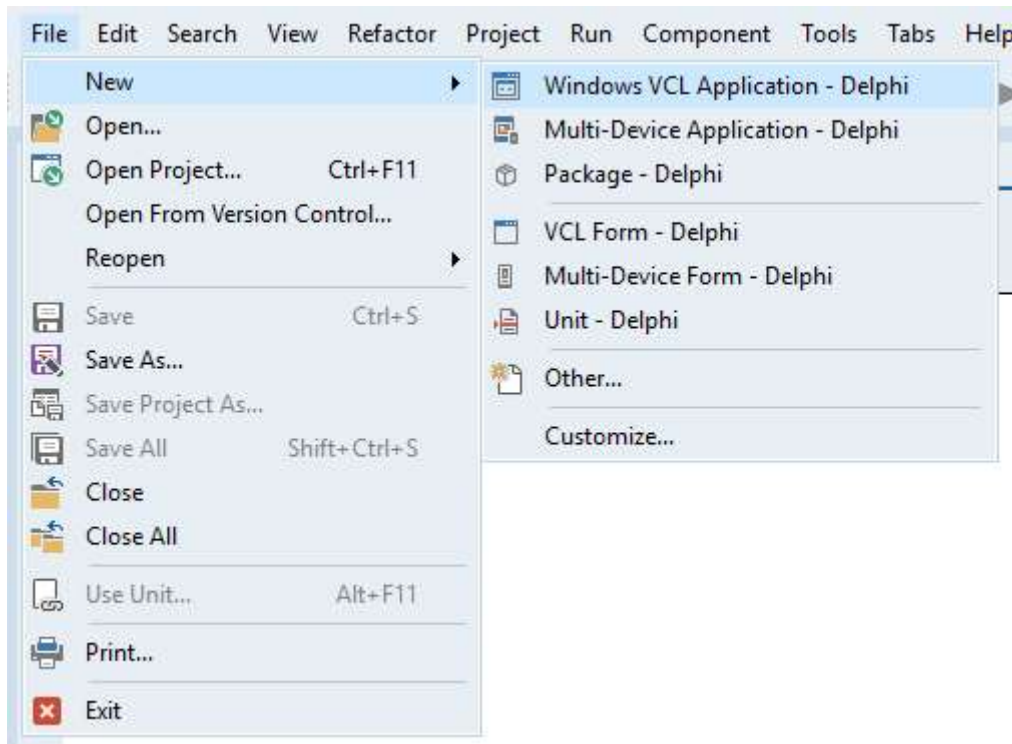 File Edit Search View Refactor Project Run Component Tools Tabs Help
New
Open...
Open Project... Ctrl+F11
Open From Version Control...
Reopen
Save Ctrl+S
Save As...
Save Project As...
Save All Shift+Ctrl+S
Close
Close All
Use Unit... Alt+F11
Print...
Exit
Windows VCL Application - Delphi
Multi-Device Application - Delphi
Package - Delphi
VCL Form - Delphi
Multi-Device Form - Delphi
Unit - Delphi
Other...
Customize...